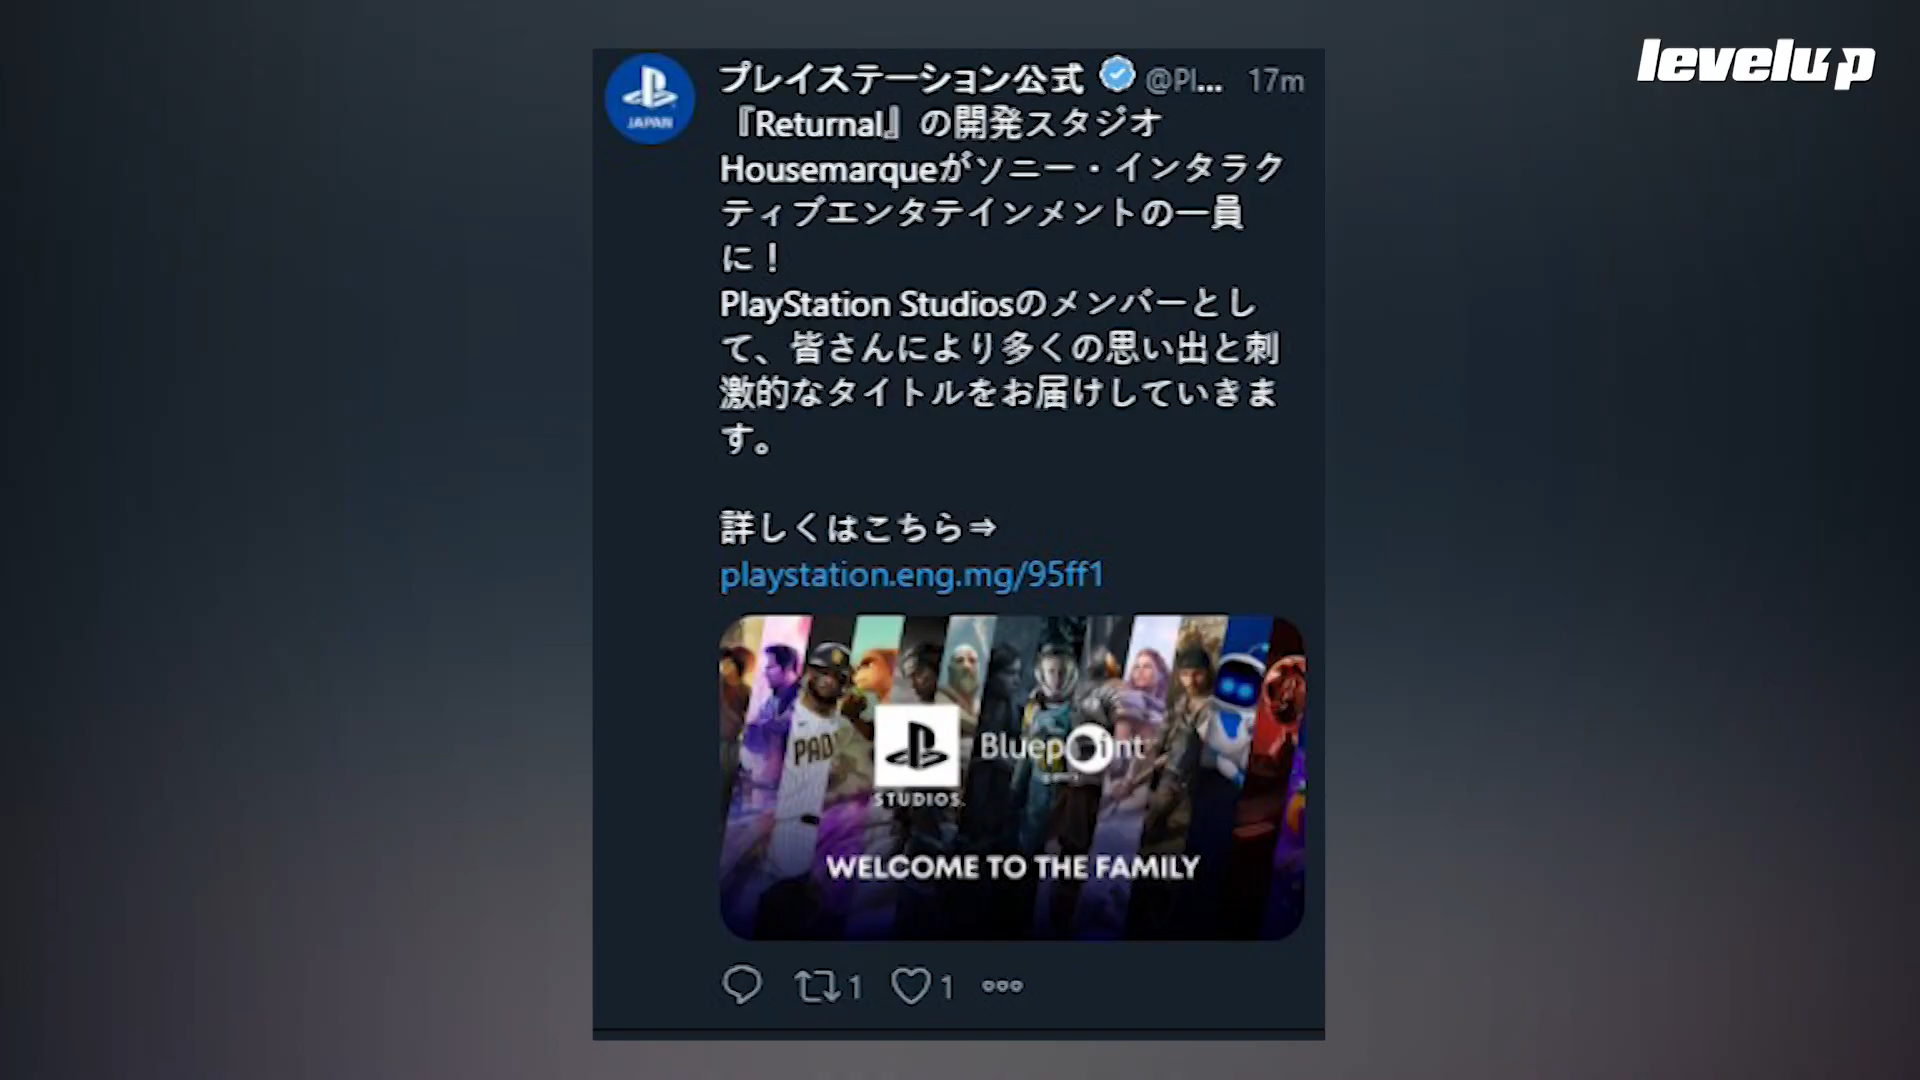 levelup
プレイステーション公式 @Pl... 17m
『Returnal』の開発スタジオ
Housemarqueがソニー・インタラク
ティブエンタテインメントの一員
に！
PlayStation Studiosのメンバーとし
て、皆さんにより多くの思い出と刺
激的なタイトルをお届けしていきま
す。
詳しくはこちら⇒
playstation.eng.mg/95ff1
JAPAN
PAD
Bluepoint
games
STUDIOS
WELCOME TO THE FAMILY
1 1